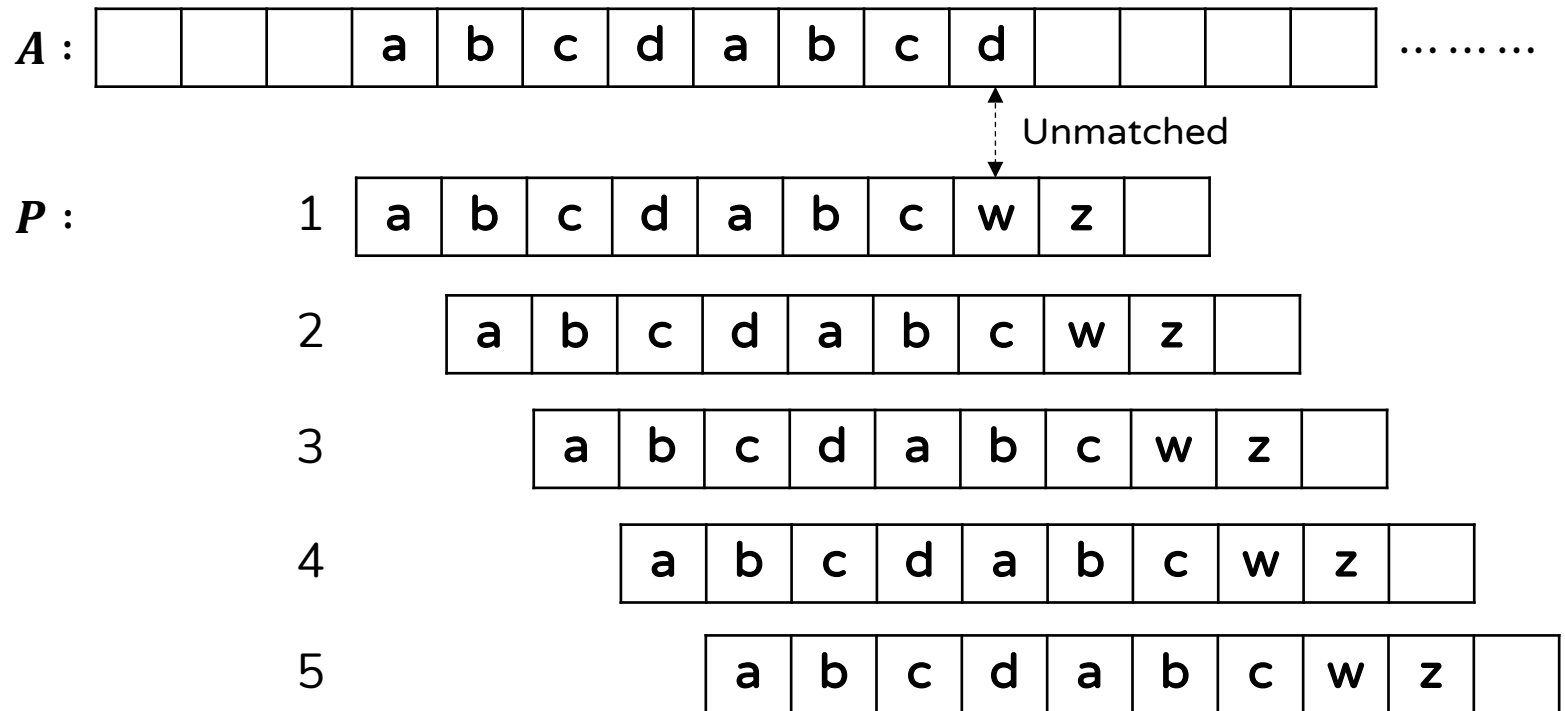 A : a b c d a b c d ... ... ...
Unmatched
P : 1 a b c d a b c w z
2 a b c d a b c w z
3 a b c d a b c w z
4 a b c d a b c w z
5 a b c d a b c w z